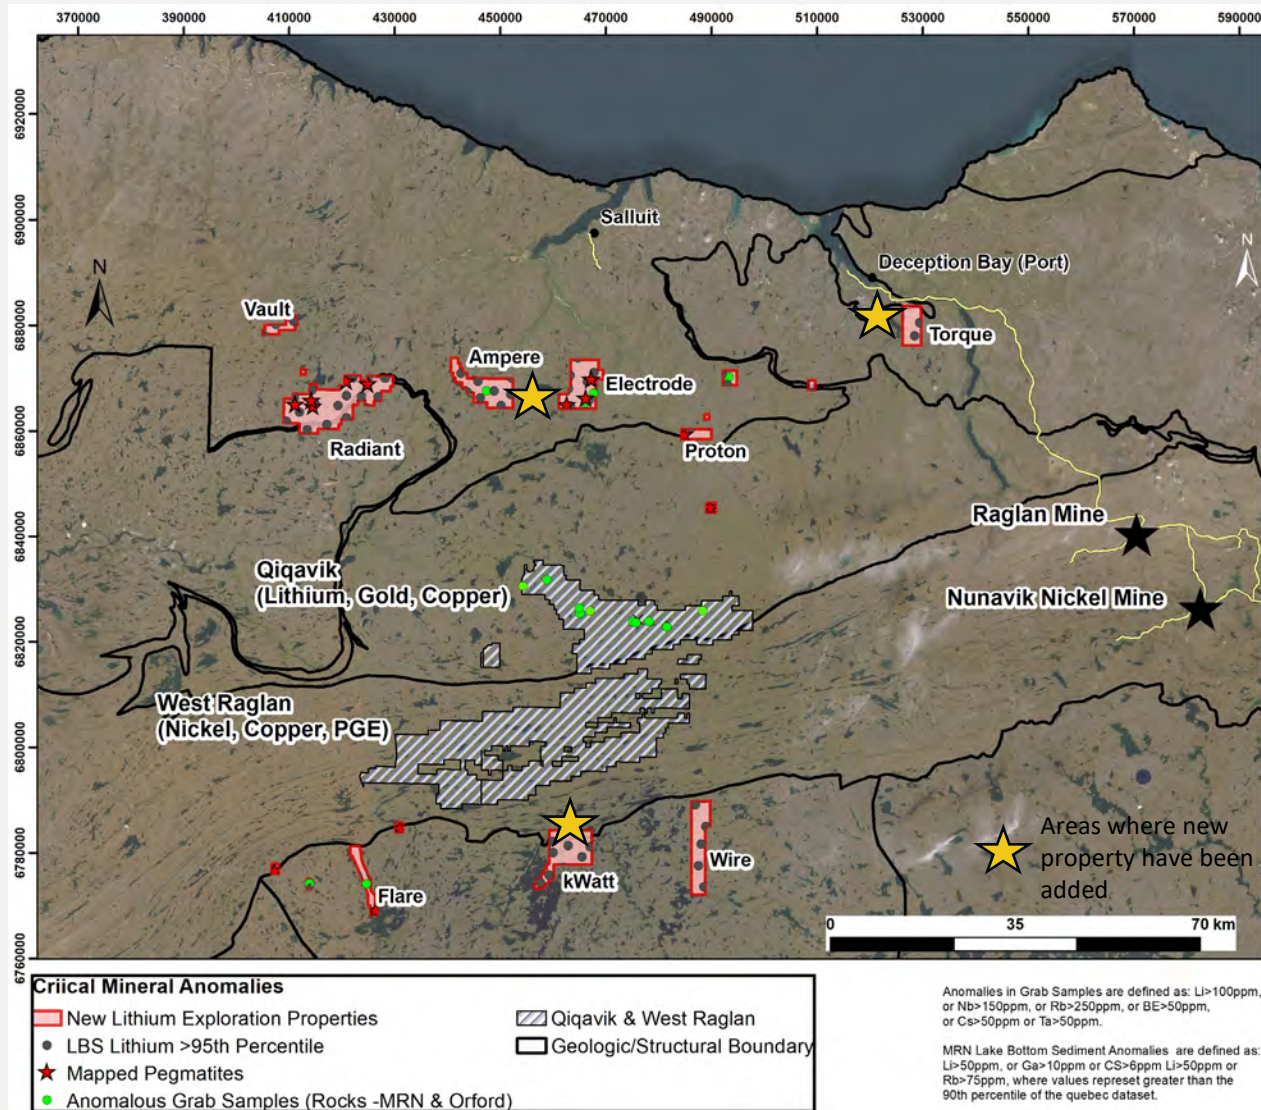 370000 390000 410000 430000 450000 470000 490000 510000 530000 550000 570000 590000
6920000
6900000
6880000
6860000
6840000
6820000
6800000
6780000
6760000
N
N
Salluit
Deception Bay (Port)
Vault
Torque
Ampere
Electrode
Radiant
Proton
Raglan Mine
Qiqavik
(Lithium, Gold, Copper)
Nunavik Nickel Mine
West Raglan
(Nickel, Copper, PGE)
Areas where new
property have been
added
Wire
kWatt
Flare
0 35 70 km
Criical Mineral Anomalies
New Lithium Exploration Properties
LBS Lithium >95th Percentile
Mapped Pegmatites
Anomalous Grab Samples (Rocks -MRN & Orford)
Qiqavik & West Raglan
Geologic/Structural Boundary
Anomalies in Grab Samples are defined as: Li>100ppm,
or Nb>150ppm, or Rb>250ppm, or BE>50ppm,
or Cs>50ppm or Ta>50ppm.
MRN Lake Bottom Sediment Anomalies are defined as:
Li>50ppm, or Ga>10ppm or CS>6ppm Li>50ppm or
Rb>75ppm, where values represet greater than the
90th percentile of the quebec dataset.